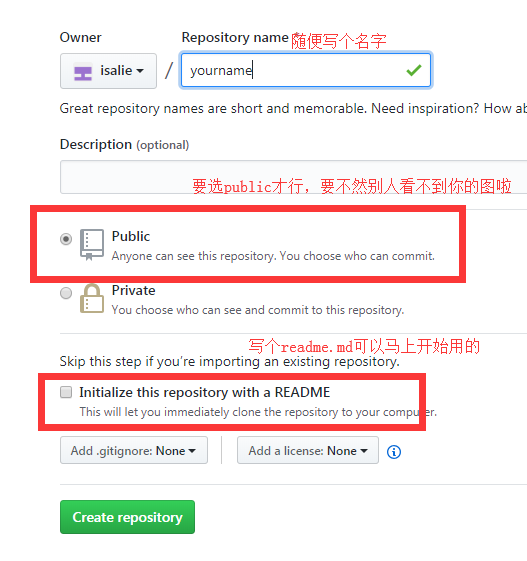 Owner
Repository name 随便写个名字
isalie / yourname
Great repository names are short and memorable. Need inspiration? How ab
Description (optional)
要选public才行，要不然别人看不到你的图啦
Public
Anyone can see this repository. You choose who can commit.
Private
You choose who can see and commit to this repository.
写个readme.md可以马上开始用的
Skip this step if you're importing an existing repository.
Initialize this repository with a README
This will let you immediately clone the repository to your computer.
Add .gitignore: None
Add a license: None
Create repository